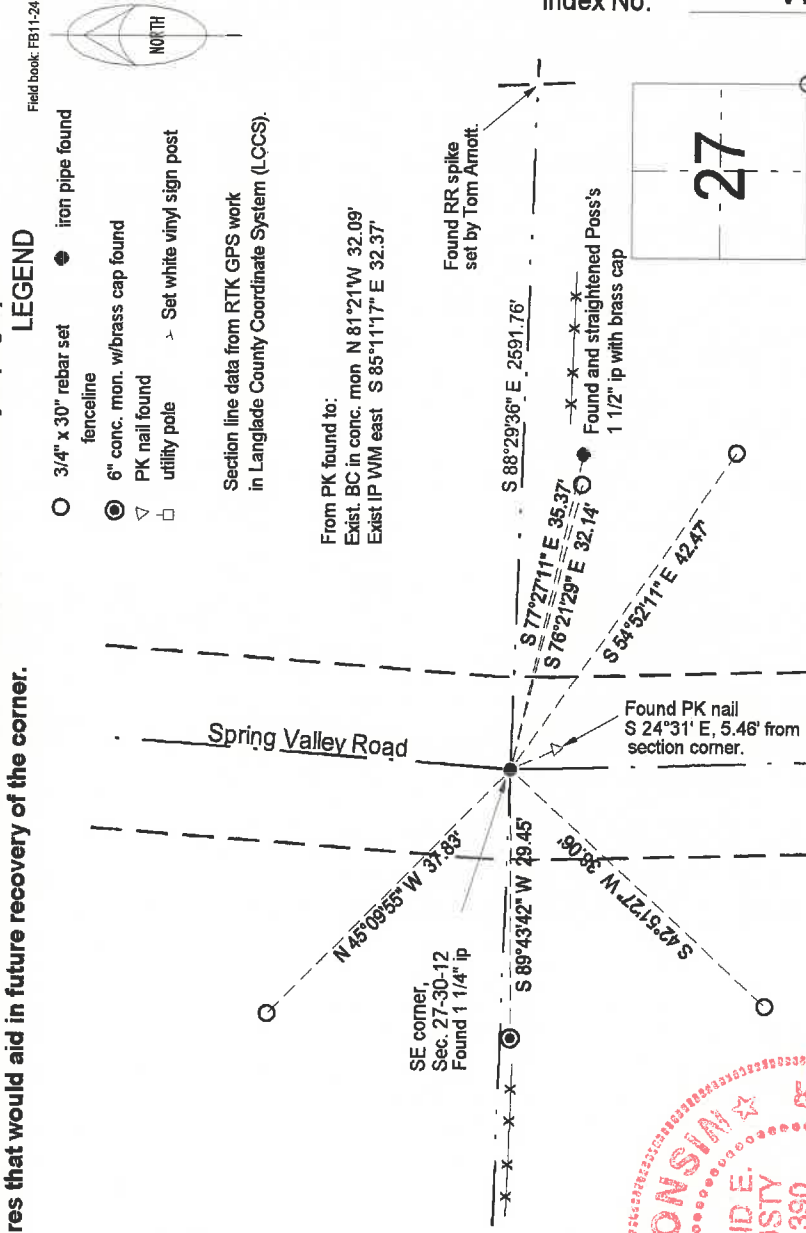 res that would aid in future recovery of the corner.
LEGEND
Field book: FB11-24
NORTH
3/4" x 30" rebar set
iron pipe found
fenceline
6" conc. mon. w/brass cap found
PK nail found
utility pole
Set white vinyl sign post
Section line data from RTK GPS work
in Langlade County Coordinate System (LCCS).
From PK found to:
Exist. BC in conc. mon N 81°21'W 32.09'
Exist IP WM east S 85°11'17" E 32.37'
Index No.
Found RR spike
set by Tom Arnott.
S 88°29'36" E 2591.76'
27
Found and straightened Poss's
1 1/2" ip with brass cap
S 77°27'11" E 35.37'
S 76°21'29" E 32.14'
S 54°52'11" E 42.47'
Spring Valley Road
Found PK nail
S 24°31' E, 5.46' from
section corner.
N 45°09'55" W 37.83'
S 89°43'42" W 29.45'
S 42°51'27" W 38.06'
SE corner,
Sec. 27-30-12
Found 1 1/4" ip
ONSIN
ID E.
STY
390